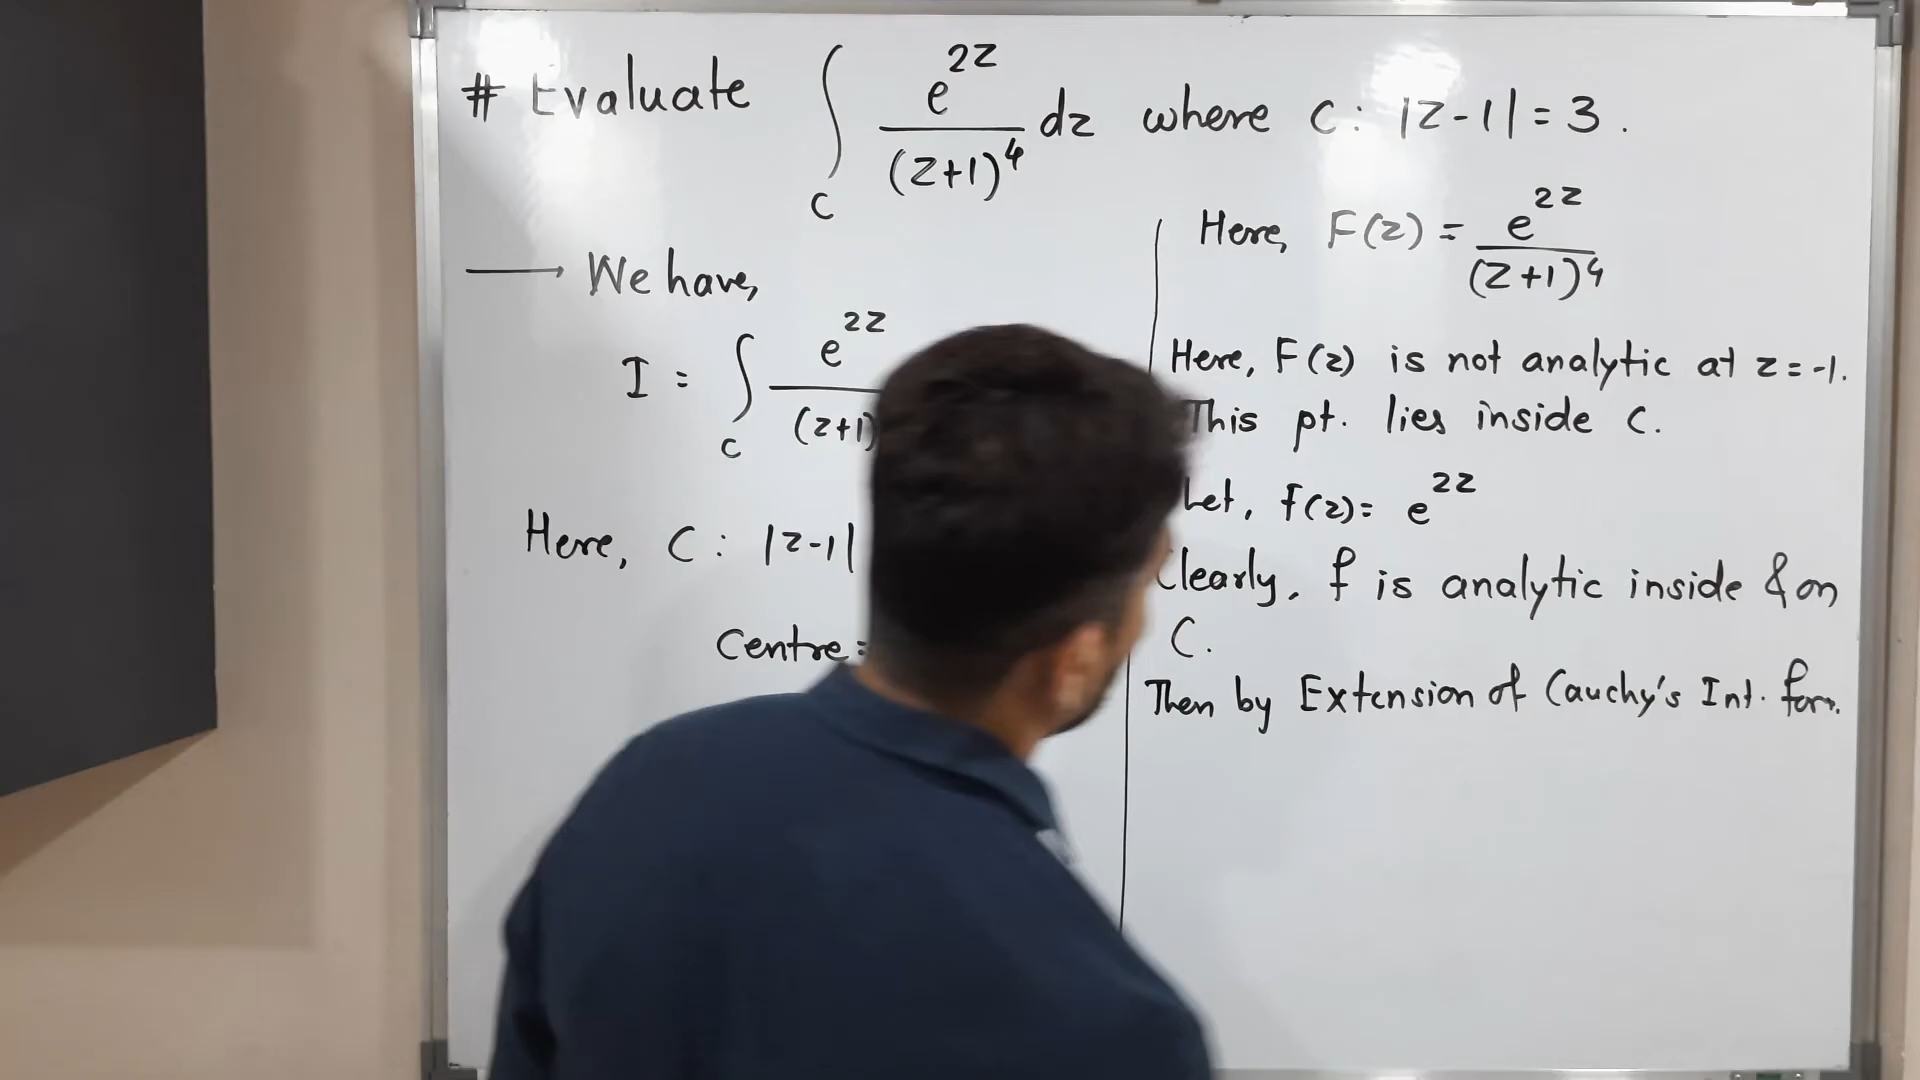 # Evaluate ∫_C e^{2z}/(z+1)^4 dz where C: |z-1| = 3.
→ We have,
I = ∫_C e^{2z}/(z+1)
Here, C: |z-1|
Centre =
Here, F(z) = e^{2z}/(z+1)^4
Here, F(z) is not analytic at z=-1.
This pt. lies inside C.
Let, f(z) = e^{2z}
Clearly, f is analytic inside & on
C.
Then by Extension of Cauchy's Int. form.